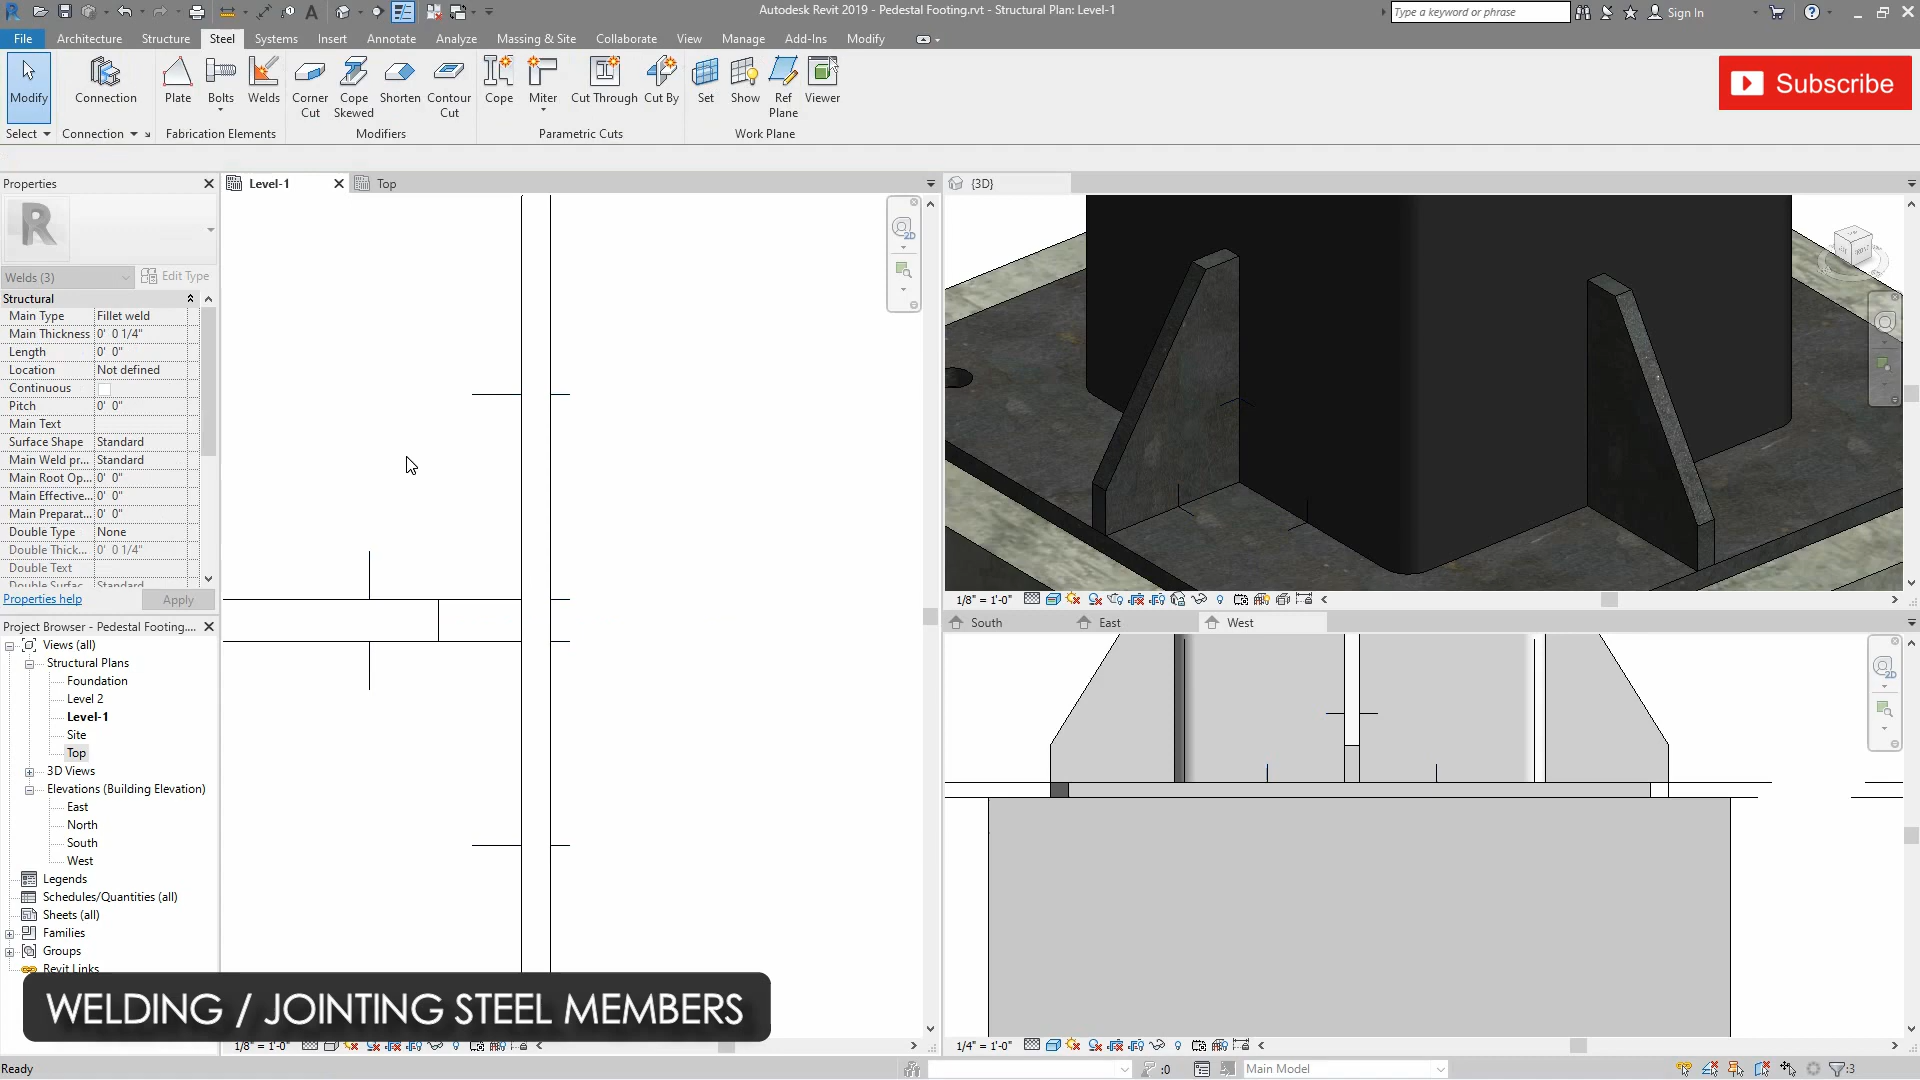 Autodesk Revit 2019 - Pedestal Footing.rvt - Structural Plan: Level-1
Type a keyword or phrase
Sign In
File Architecture Structure Steel Systems Insert Annotate Analyze Massing & Site Collaborate View Manage Add-Ins Modify
Modify
Connection
Plate
Bolts
Welds
Corner Cut
Cope Skewed
Shorten
Contour Cut
Cope
Miter
Cut Through
Cut By
Set
Show
Ref Plane
Viewer
Subscribe
Select Connection Fabrication Elements Modifiers Parametric Cuts Work Plane
Properties
Level-1
Top
{3D}
R
Welds (3) Edit Type
Structural
Main Type Fillet weld
Main Thickness 0' 0 1/4"
Length 0' 0"
Location Not defined
Continuous
Pitch 0' 0"
Main Text
Surface Shape Standard
Main Weld pr... Standard
Main Root Op... 0' 0"
Main Effective... 0' 0"
Main Preparat... 0' 0"
Double Type None
Double Thick... 0' 0 1/4"
Double Text
Double Surfac Standard
Properties help Apply
Project Browser - Pedestal Footing....
Views (all)
Structural Plans
Foundation
Level 2
Level-1
Site
Top
3D Views
Elevations (Building Elevation)
East
North
South
West
Legends
Schedules/Quantities (all)
Sheets (all)
Families
Groups
Revit Links
2D
1/8" = 1'-0"
South East West
2D
WELDING / JOINTING STEEL MEMBERS
1/8" = 1'-0"
1/4" = 1'-0"
Ready
:0
Main Model
:3